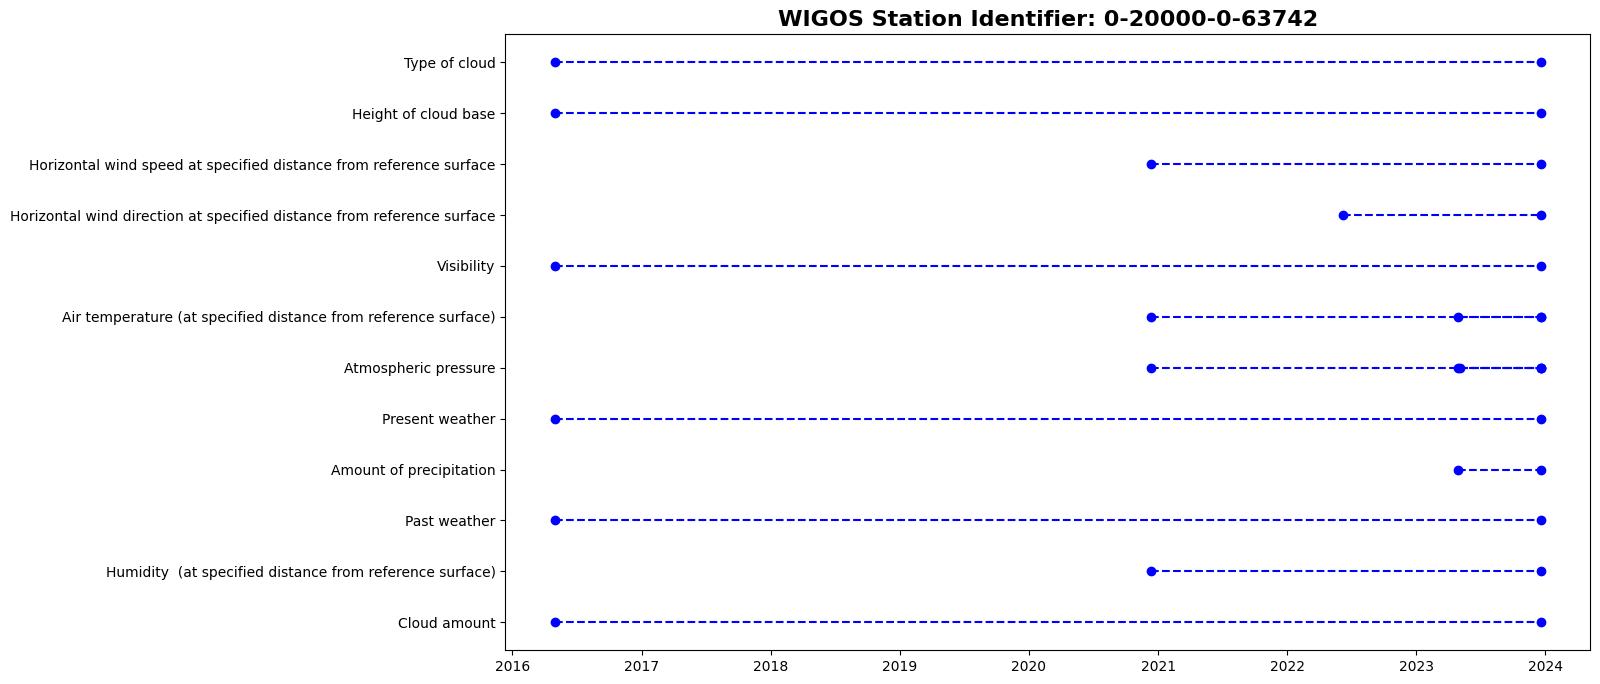 WIGOS Station Identifier: 0-20000-0-63742
Type of cloud
Height of cloud base
Horizontal wind speed at specified distance from reference surface
Horizontal wind direction at specified distance from reference surface
Visibility
Air temperature (at specified distance from reference surface)
Atmospheric pressure
Present weather
Amount of precipitation
Past weather
Humidity  (at specified distance from reference surface)
Cloud amount
2016 2017 2018 2019 2020 2021 2022 2023 2024